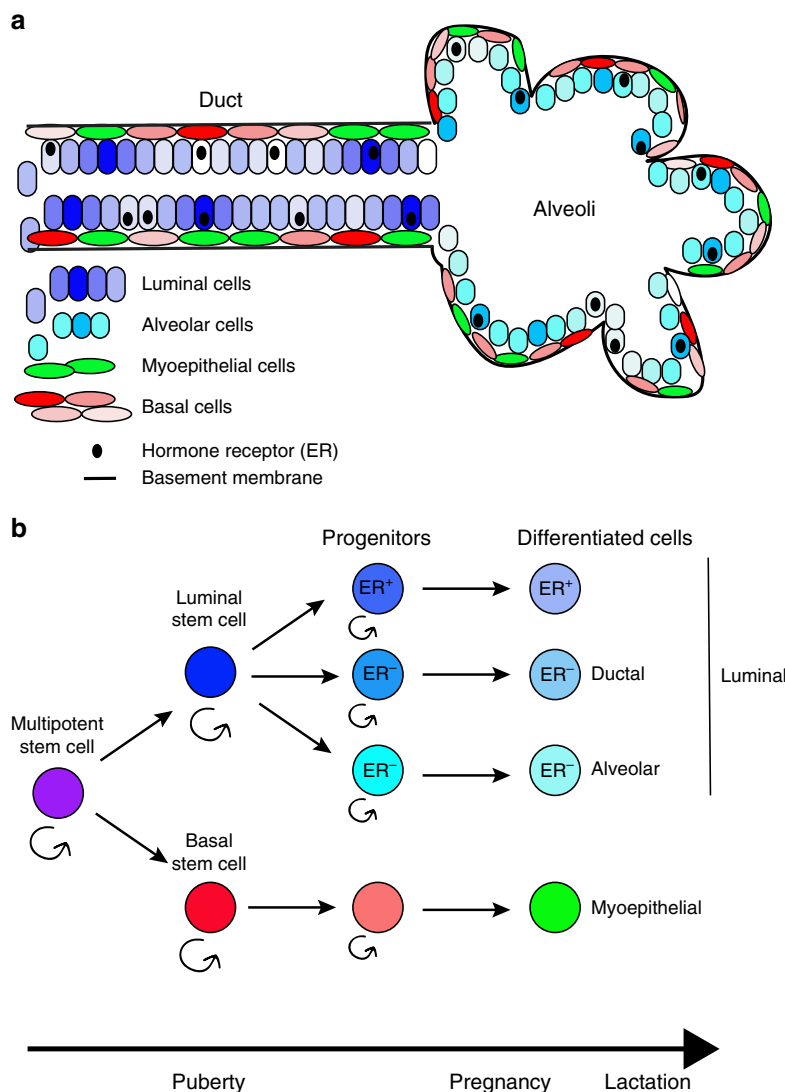 a
Duct
Alveoli
Luminal cells
Alveolar cells
Myoepithelial cells
Basal cells
Hormone receptor (ER)
Basement membrane
b
Progenitors
Differentiated cells
Luminal
stem cell
ER⁺
ER⁺
ER⁻
ER⁻
Ductal
Luminal
Multipotent
stem cell
ER⁻
ER⁻
Alveolar
Basal
stem cell
Myoepithelial
Puberty
Pregnancy
Lactation